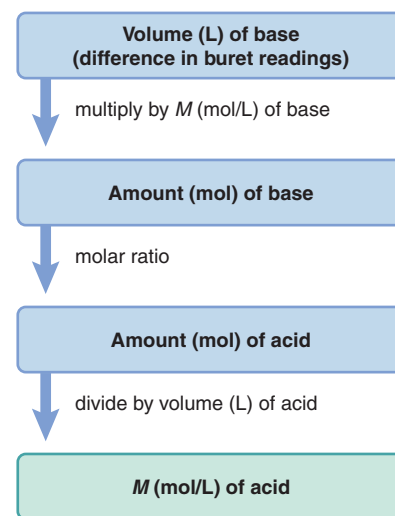 Volume (L) of base
(difference in buret readings)
multiply by M (mol/L) of base
Amount (mol) of base
molar ratio
Amount (mol) of acid
divide by volume (L) of acid
M (mol/L) of acid